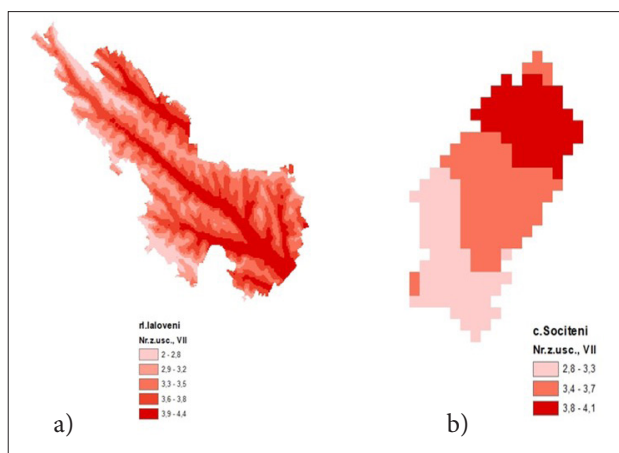 rl.Ialoveni
Nr.z.usc., VII
2 - 2,8
2,9 - 3,2
3,3 - 3,5
3,6 - 3,8
3,9 - 4,4
a)
c.Sociteni
Nr.z.usc., VII
2,8 - 3,3
3,4 - 3,7
3,8 - 4,1
b)